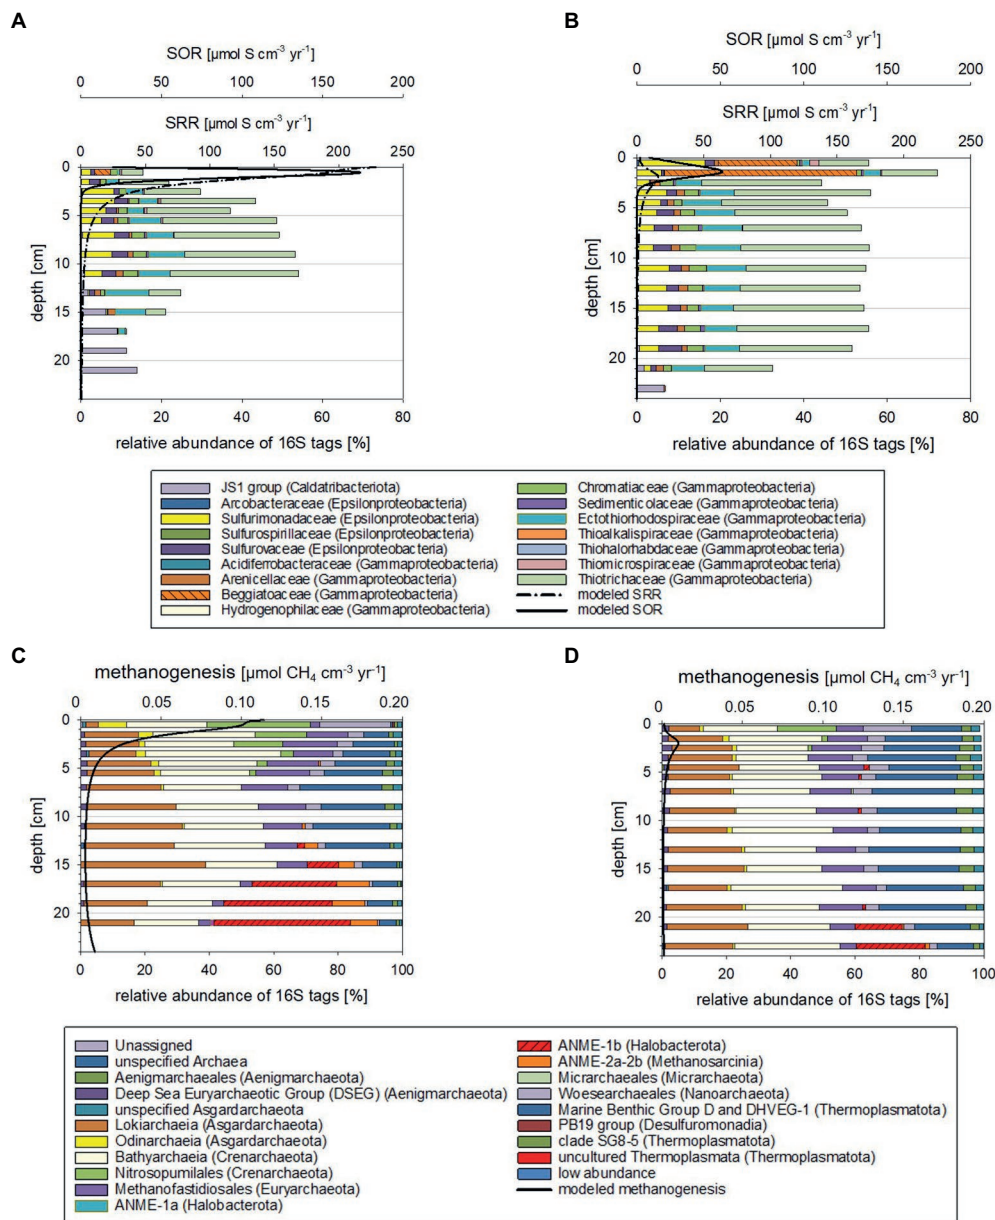 A
SOR [µmol S cm⁻³ yr⁻¹]
0 50 100 150 200
SRR [µmol S cm⁻³ yr⁻¹]
0 50 100 150 200 250
0
5
10
15
20
depth [cm]
0 20 40 60 80
relative abundance of 16S tags [%]
B
SOR [µmol S cm⁻³ yr⁻¹]
0 50 100 150 200 250
SRR [µmol S cm⁻³ yr⁻¹]
0 50 100 150 200 250
0
5
10
15
20
depth [cm]
0 20 40 60 80
relative abundance of 16S tags [%]
JS1 group (Caldatribacteriota)
Arcobacteraceae (Epsilonproteobacteria)
Sulfurimonadaceae (Epsilonproteobacteria)
Sulfurospirillaceae (Epsilonproteobacteria)
Sulfurovaceae (Epsilonproteobacteria)
Acidiferrobacteraceae (Gammaproteobacteria)
Arenicellaceae (Gammaproteobacteria)
Beggiatoaceae (Gammaproteobacteria)
Hydrogenophilaceae (Gammaproteobacteria)
Chromatiaceae (Gammaproteobacteria)
Sedimenticolaceae (Gammaproteobacteria)
Ectothiorhodospiraceae (Gammaproteobacteria)
Thioalkalispiraceae (Gammaproteobacteria)
Thiohalorhabdaceae (Gammaproteobacteria)
Thiomicrospiraceae (Gammaproteobacteria)
Thiotrichaceae (Gammaproteobacteria)
modeled SRR
modeled SOR
C
methanogenesis [µmol CH₄ cm⁻³ yr⁻¹]
0 0.05 0.10 0.15 0.20
0
5
10
15
20
depth [cm]
0 20 40 60 80 100
relative abundance of 16S tags [%]
D
methanogenesis [µmol CH₄ cm⁻³ yr⁻¹]
0 0.05 0.10 0.15 0.20
0
5
10
15
20
depth [cm]
0 20 40 60 80 100
relative abundance of 16S tags [%]
Unassigned
unspecified Archaea
Aenigmarchaeales (Aenigmarchaeota)
Deep Sea Euryarchaeotic Group (DSEG) (Aenigmarchaeota)
unspecified Asgardarchaeota
Lokiarchaeia (Asgardarchaeota)
Odinarchaeia (Asgardarchaeota)
Bathyarchaeia (Crenarchaeota)
Nitrosopumilales (Crenarchaeota)
Methanofastidiosales (Euryarchaeota)
ANME-1a (Halobacterota)
ANME-1b (Halobacterota)
ANME-2a-2b (Methanosarcinia)
Micrarchaeales (Micrarchaeota)
Woesearchaeales (Nanoarchaeota)
Marine Benthic Group D and DHVEG-1 (Thermoplasmatota)
PB19 group (Desulfuromonadia)
clade SG8-5 (Thermoplasmatota)
uncultured Thermoplasmata (Thermoplasmatota)
low abundance
modeled methanogenesis